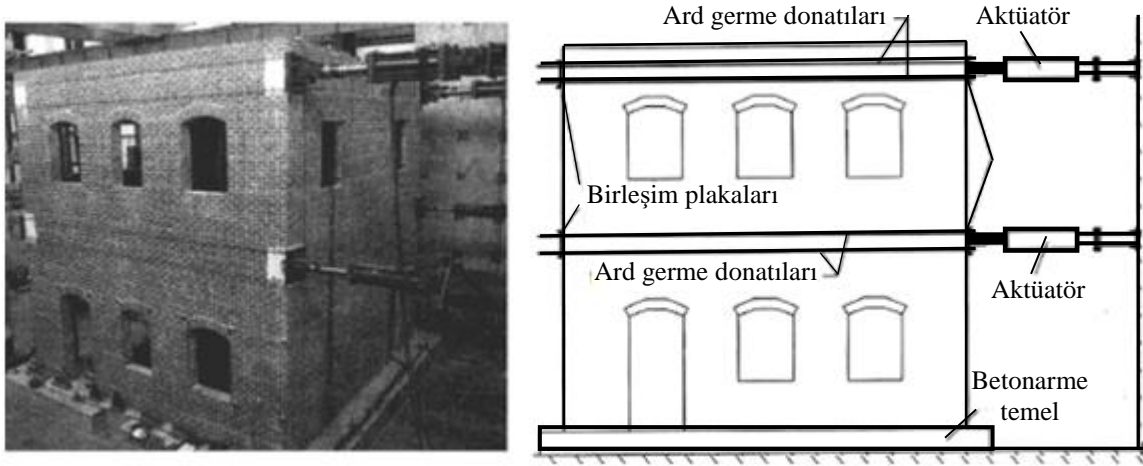 Ard germe donatıları
Aktüatör
Birleşim plakaları
Ard germe donatıları
Aktüatör
Betonarme
temel